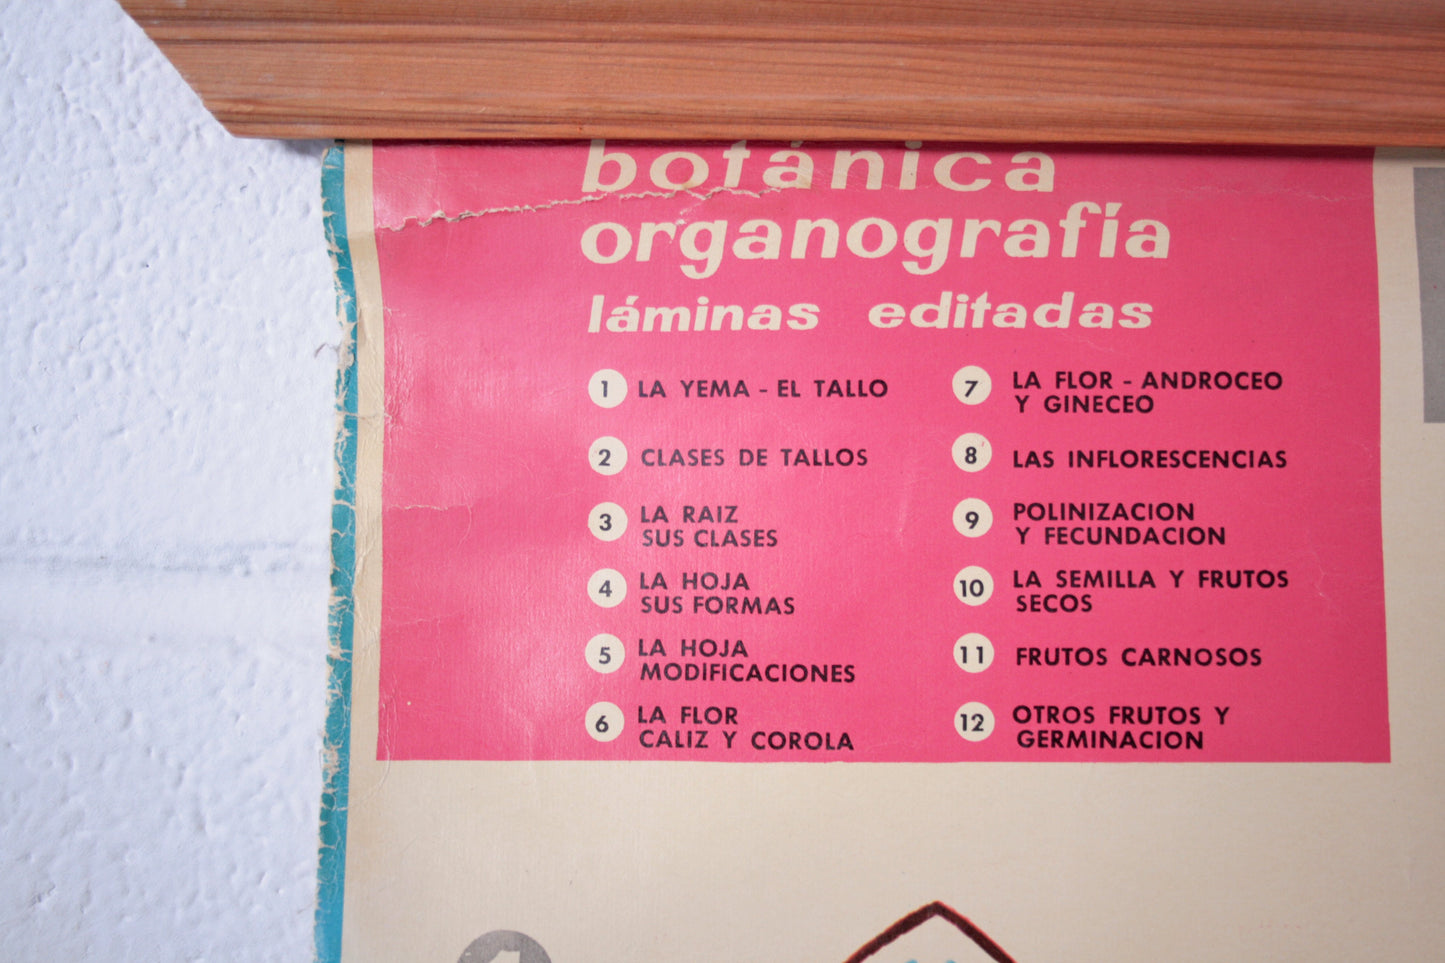 botánica
organografía
láminas editadas
1 LA YEMA - EL TALLO
2 CLASES DE TALLOS
3 LA RAIZ
SUS CLASES
4 LA HOJA
SUS FORMAS
5 LA HOJA
MODIFICACIONES
6 LA FLOR
CALIZ Y COROLA
7 LA FLOR - ANDROCEO
Y GINECEO
8 LAS INFLORESCENCIAS
9 POLINIZACION
Y FECUNDACION
10 LA SEMILLA Y FRUTOS
SECOS
11 FRUTOS CARNOSOS
12 OTROS FRUTOS Y
GERMINACION